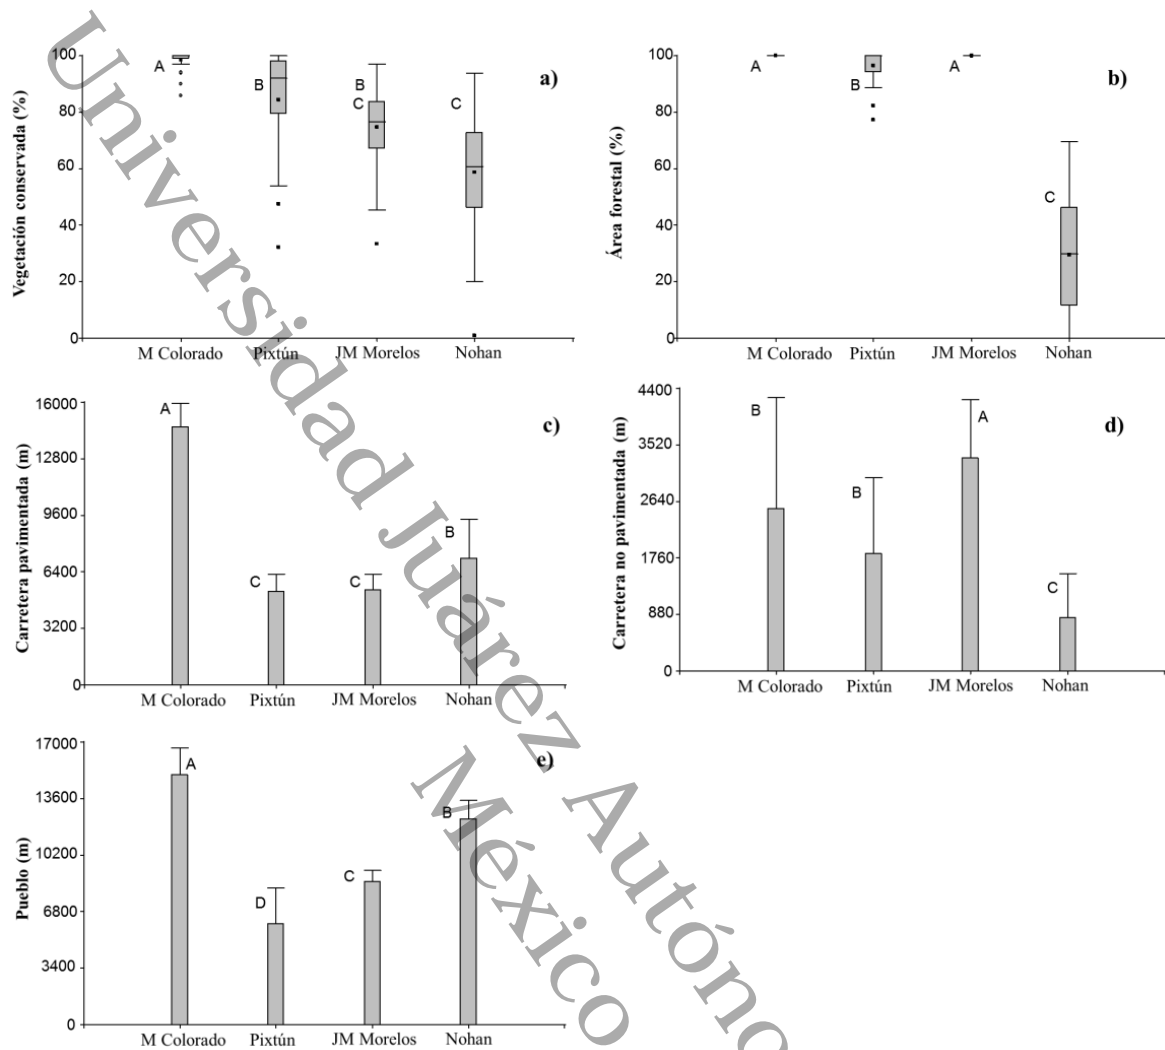 100
80
60
40
20
0
Vegetación conservada (%)
A
B
B
C
C
a)
M Colorado
Pixtún
JM Morelos
Nohan
100
80
60
40
20
0
Área forestal (%)
A
B
A
C
b)
M Colorado
Pixtún
JM Morelos
Nohan
16000
12800
9600
6400
3200
0
Carretera pavimentada (m)
A
C
C
B
c)
M Colorado
Pixtún
JM Morelos
Nohan
4400
3520
2640
1760
880
0
Carretera no pavimentada (m)
B
B
A
C
d)
M Colorado
Pixtún
JM Morelos
Nohan
17000
13600
10200
6800
3400
0
Pueblo (m)
A
D
C
B
e)
M Colorado
Pixtún
JM Morelos
Nohan
Universidad Juárez Autóno
México